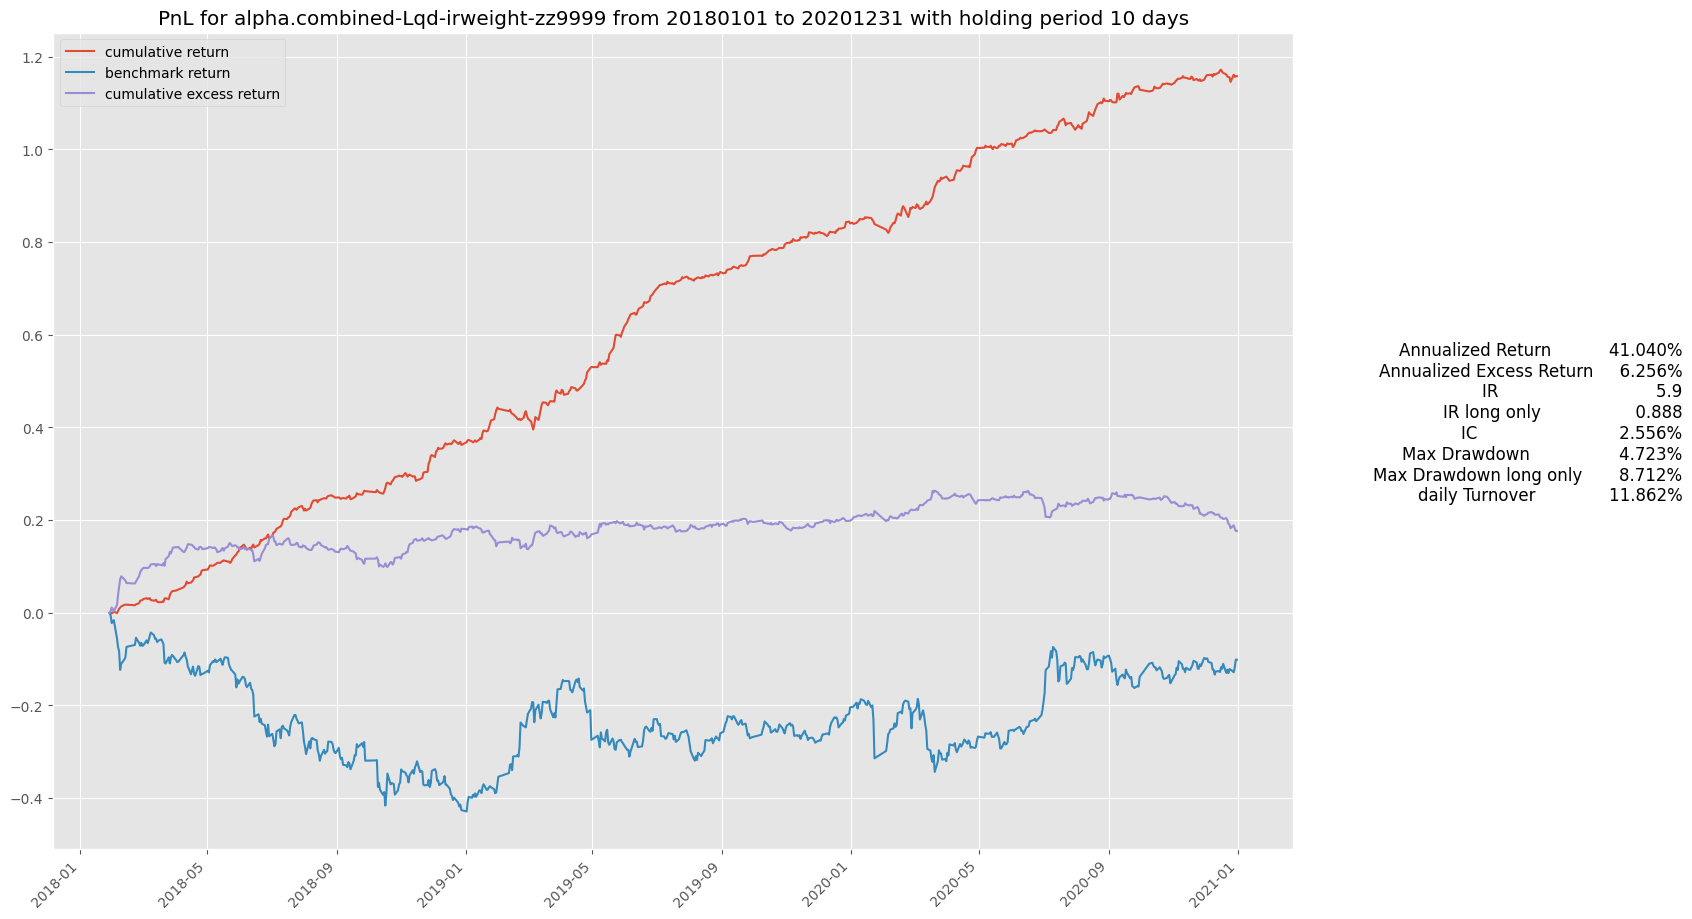 PnL for alpha.combined-Lqd-irweight-zz9999 from 20180101 to 20201231 with holding period 10 days
cumulative return
benchmark return
cumulative excess return
1.2
1.0
0.8
0.6
0.4
0.2
0.0
−0.2
−0.4
2018-01
2018-05
2018-09
2019-01
2019-05
2019-09
2020-01
2020-05
2020-09
2021-01
Annualized Return 41.040%
Annualized Excess Return 6.256%
IR 5.9
IR long only 0.888
IC 2.556%
Max Drawdown 4.723%
Max Drawdown long only 8.712%
daily Turnover 11.862%